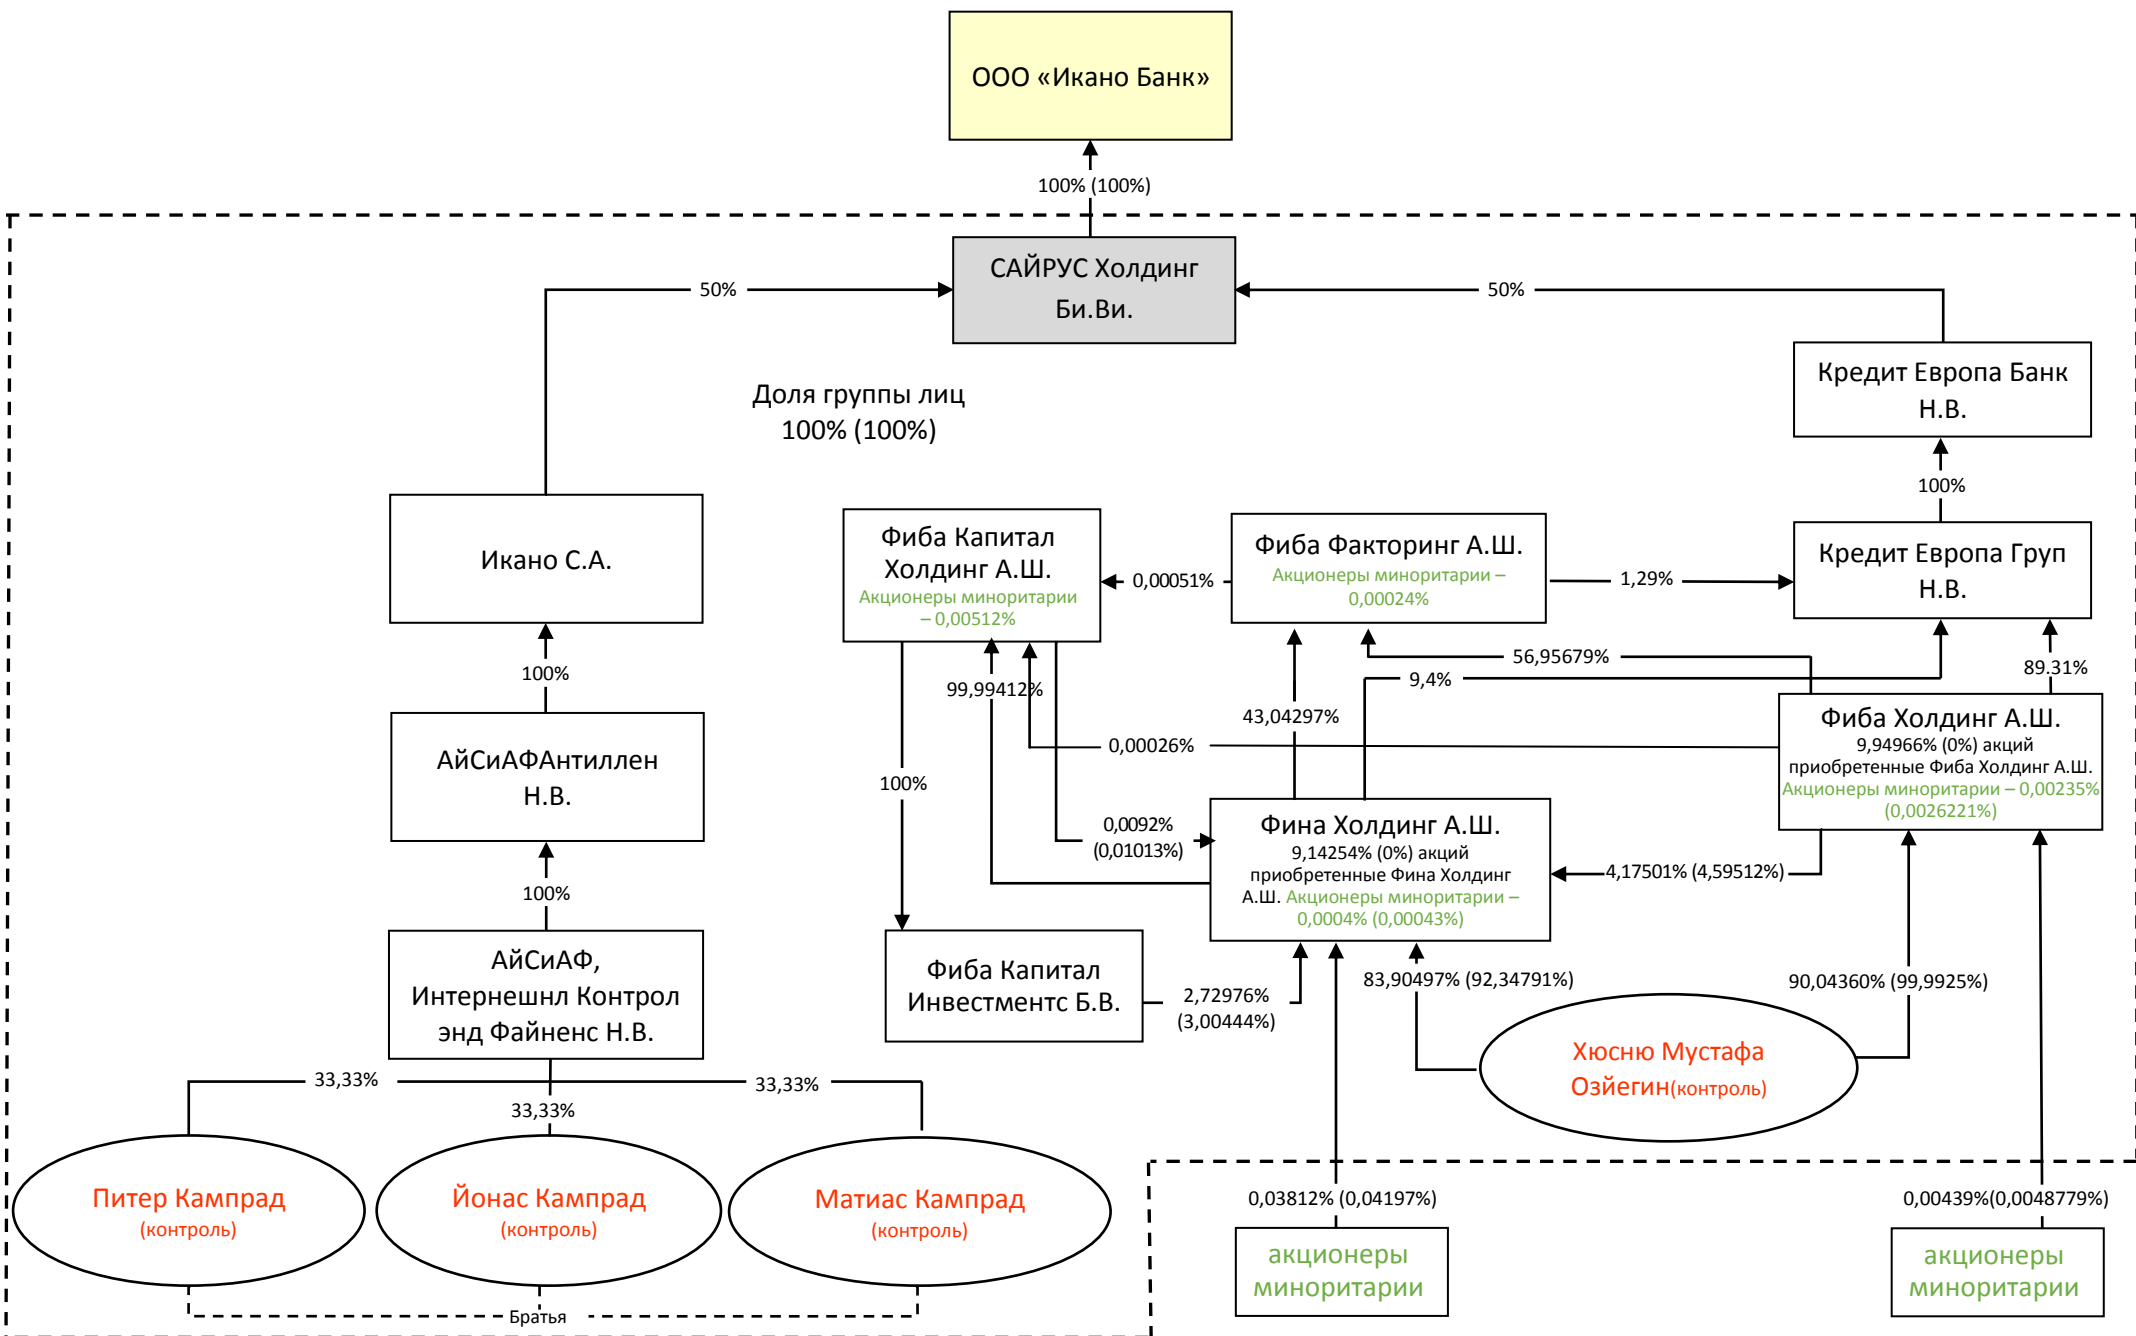 ООО «Икано Банк»
100% (100%)
САЙРУС Холдинг
Би.Ви.
50%
50%
Кредит Европа Банк
Н.В.
Доля группы лиц
100% (100%)
100%
Икано С.А.
Фиба Капитал
Холдинг А.Ш.
Акционеры миноритарии
– 0,00512%
0,00051%
Фиба Факторинг А.Ш.
Акционеры миноритарии –
0,00024%
1,29%
Кредит Европа Груп
Н.В.
100%
99,99412%
56,95679%
9,4%
89.31%
43,04297%
0,00026%
АйСиАФАнтиллен
Н.В.
Фиба Холдинг А.Ш.
9,94966% (0%) акций
приобретенные Фиба Холдинг А.Ш.
Акционеры миноритарии – 0,00235%
(0,0026221%)
100%
0,0092%
(0,01013%)
Фина Холдинг А.Ш.
9,14254% (0%) акций
приобретенные Фина Холдинг
А.Ш. Акционеры миноритарии –
0,0004% (0,00043%)
4,17501% (4,59512%)
100%
АйСиАФ,
Интернешнл Контрол
энд Файненс Н.В.
Фиба Капитал
Инвестментс Б.В.
2,72976%
(3,00444%)
83,90497% (92,34791%)
90,04360% (99,9925%)
Хюсню Мустафа
Озйегин(контроль)
33,33%
33,33%
33,33%
Питер Кампрад
(контроль)
Йонас Кампрад
(контроль)
Матиас Кампрад
(контроль)
0,03812% (0,04197%)
0,00439%(0,0048779%)
акционеры
миноритарии
акционеры
миноритарии
Братья